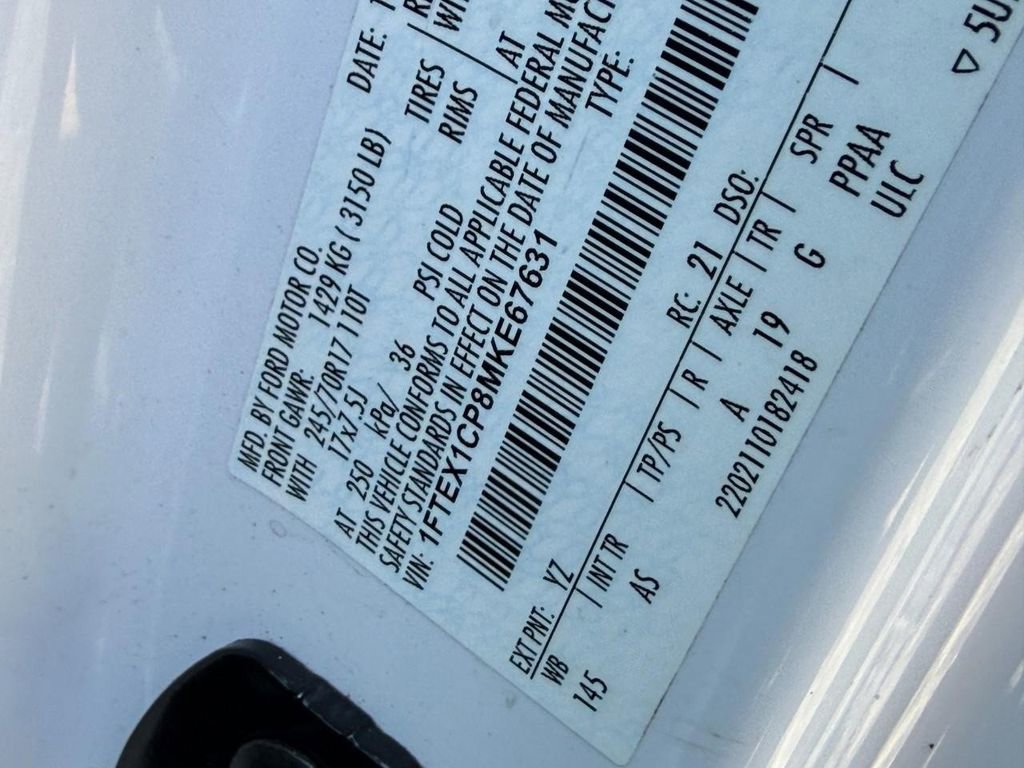 MFD. BY FORD MOTOR CO. DATE:
FRONT GAWR: 1429 KG ( 3150 LB)
WITH 245/70R17 110T TIRES
17x7.5J RIMS
AT 250 kPa/ 36 PSI COLD AT
THIS VEHICLE CONFORMS TO ALL APPLICABLE FEDERAL
SAFETY STANDARDS IN EFFECT ON THE DATE OF
VIN: 1FTEX1CP8MKE67631 TYPE:
EXT PNT: YZ RC: 21 DSO:
WB INT TR TP/PS R AXLE TR SPR
145 AS A 19 G PPAA
22021101824​18 ULC
▽